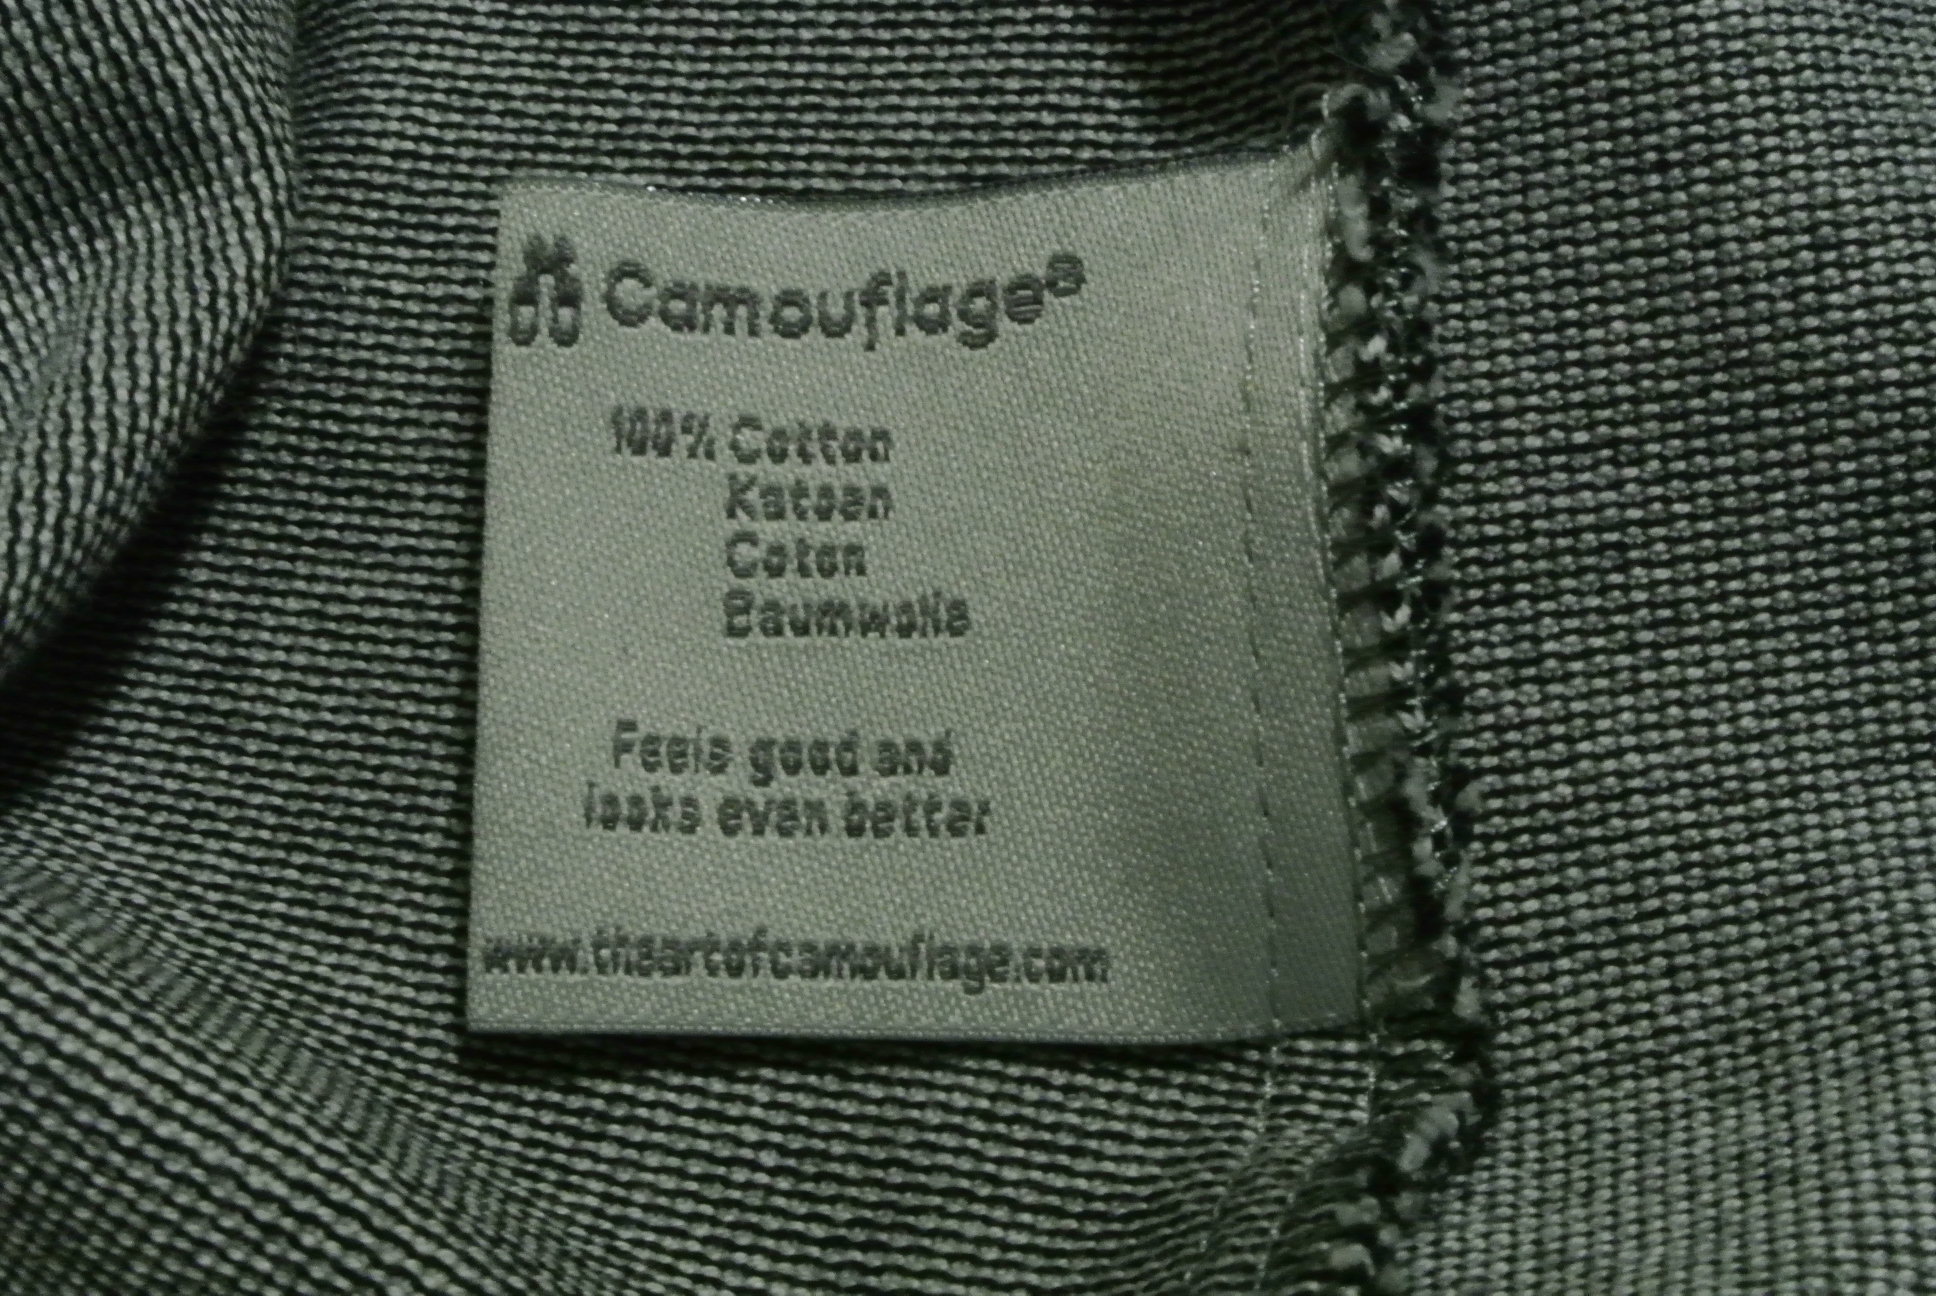 Camouflage®
100% Cotton
Katoen
Coton
Baumwolle
Feels good and
looks even better
www.theartofcamouflage.com